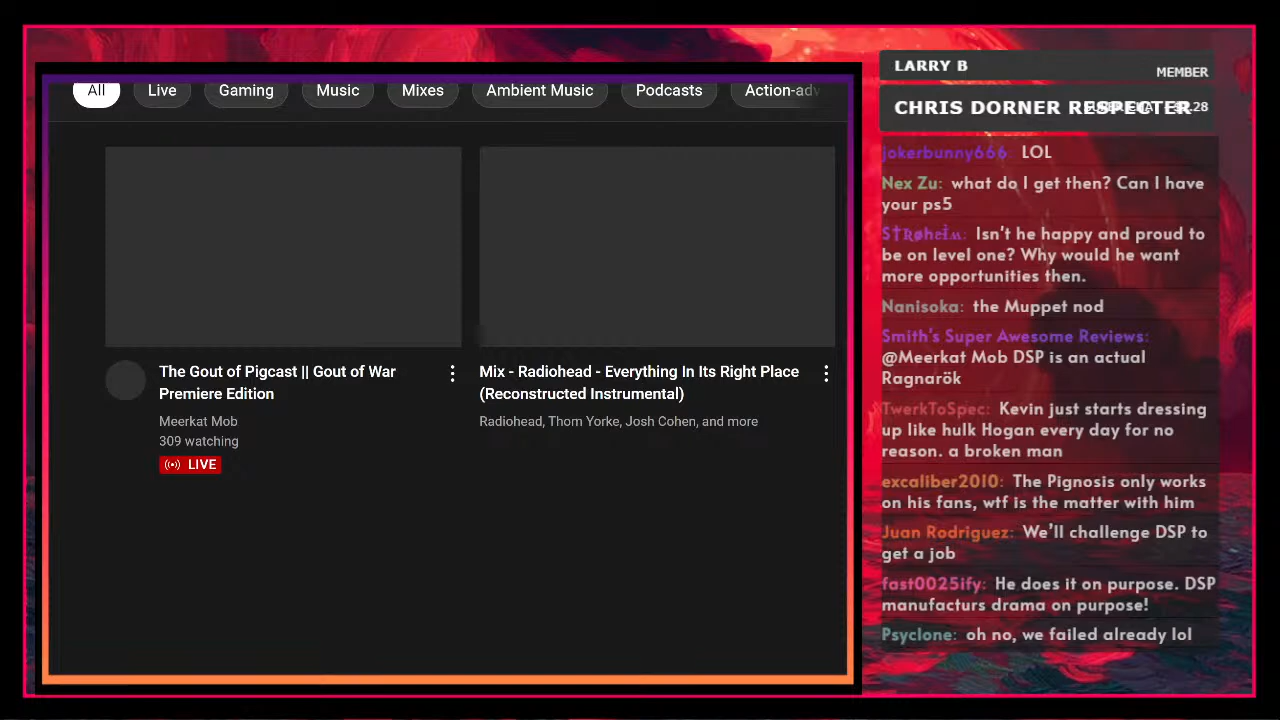 All
Live
Gaming
Music
Mixes
Ambient Music
Podcasts
Action-adv
The Gout of Pigcast || Gout of War
Premiere Edition
Meerkat Mob
309 watching
LIVE
Mix - Radiohead - Everything In Its Right Place
(Reconstructed Instrumental)
Radiohead, Thom Yorke, Josh Cohen, and more
LARRY B
MEMBER
CHRIS DORNER RESPECTER
jokerbunny666: LOL
Nex Zu: what do I get then? Can I have
your ps5
S†Røheim: Isn't he happy and proud to
be on level one? Why would he want
more opportunities then.
Nanisoka: the Muppet nod
Smith's Super Awesome Reviews:
@Meerkat Mob DSP is an actual
Ragnarök
TwerkToSpec: Kevin just starts dressing
up like hulk Hogan every day for no
reason. a broken man
excaliber2010: The Pignosis only works
on his fans, wtf is the matter with him
Juan Rodriguez: We'll challenge DSP to
get a job
fast0025ify: He does it on purpose. DSP
manufacturs drama on purpose!
Psyclone: oh no, we failed already lol